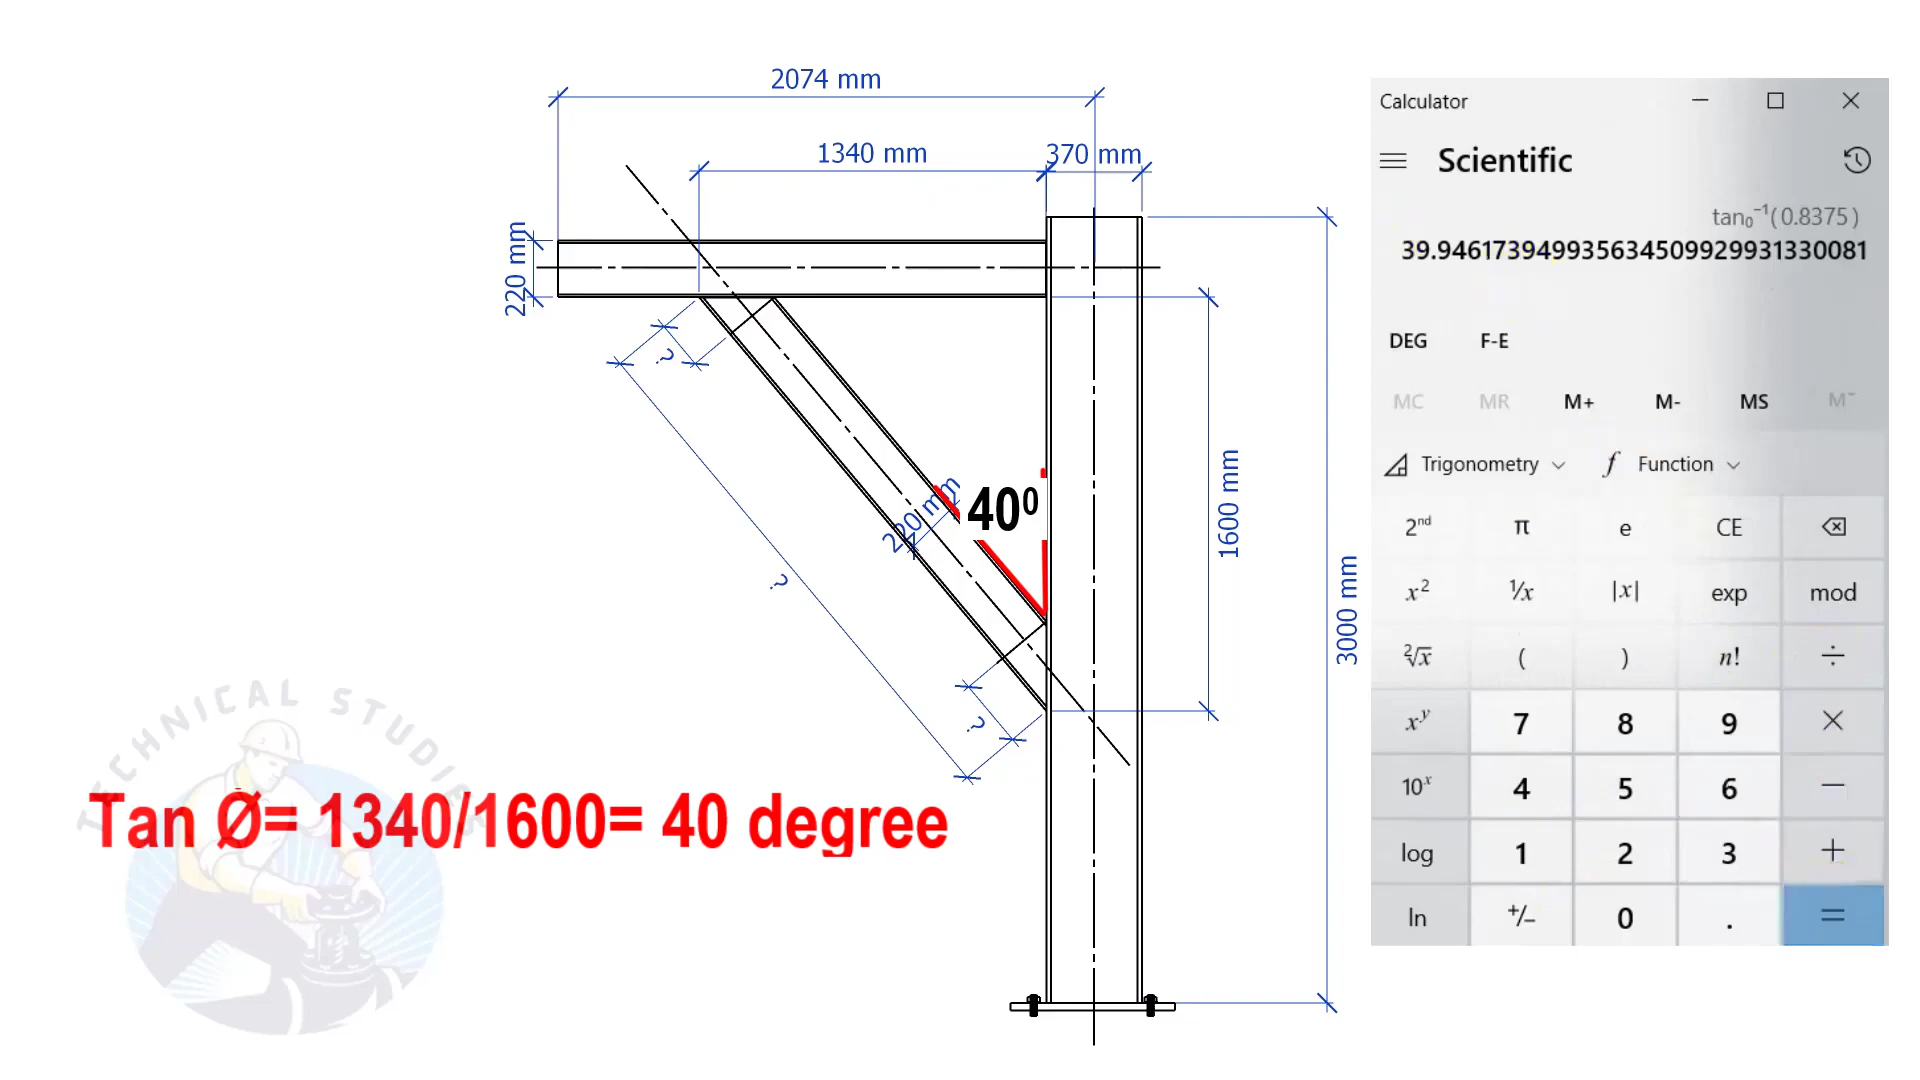 2074 mm
1340 mm
370 mm
220 mm
?
220 mm
40⁰
?
?
1600 mm
3000 mm
TECHNICAL STUDIES
Tan Ø= 1340/1600= 40 degree
Calculator
Scientific
tan₀⁻¹(0.8375)
39.946173949935634509929931330081
DEG F-E
MC MR M+ M- MS M˅
Trigonometry f Function
2ⁿᵈ π e CE
x² ¹/x |x| exp mod
²√x ( ) n! ÷
xʸ 7 8 9 ×
10ˣ 4 5 6 −
log 1 2 3 +
ln +/− 0 . =